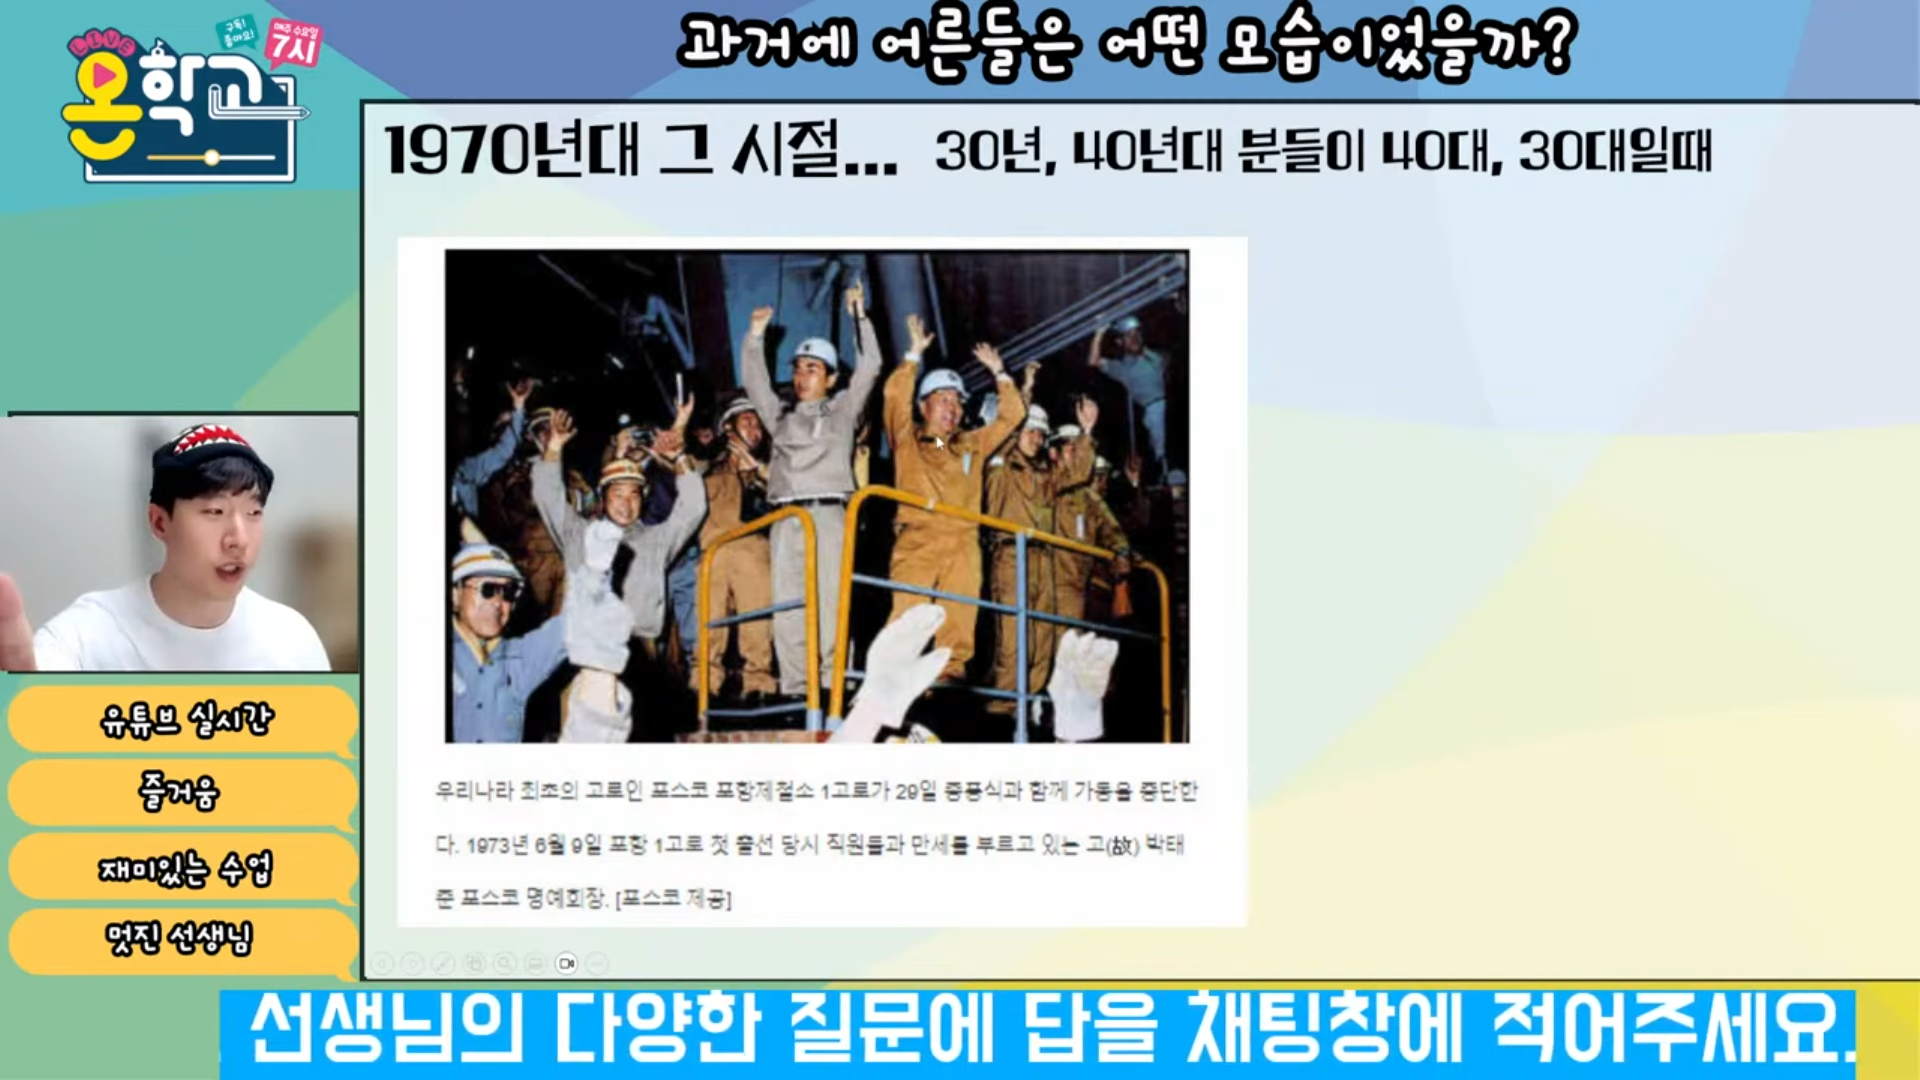 LIVE
온학교
구독!
좋아요!
매주 수요일
7시
과거에 어른들은 어떤 모습이었을까?
1970년대 그 시절... 30년, 40년대 분들이 40대, 30대일때
우리나라 최초의 고로인 포스코 포항제철소 1고로가 29일 종풍식과 함께 가동을 중단한
다. 1973년 6월 9일 포항 1고로 첫 출선 당시 직원들과 만세를 부르고 있는 고(故) 박태
준 포스코 명예회장. [포스코 제공]
유튜브 실시간
즐거움
재미있는 수업
멋진 선생님
선생님의 다양한 질문에 답을 채팅창에 적어주세요.